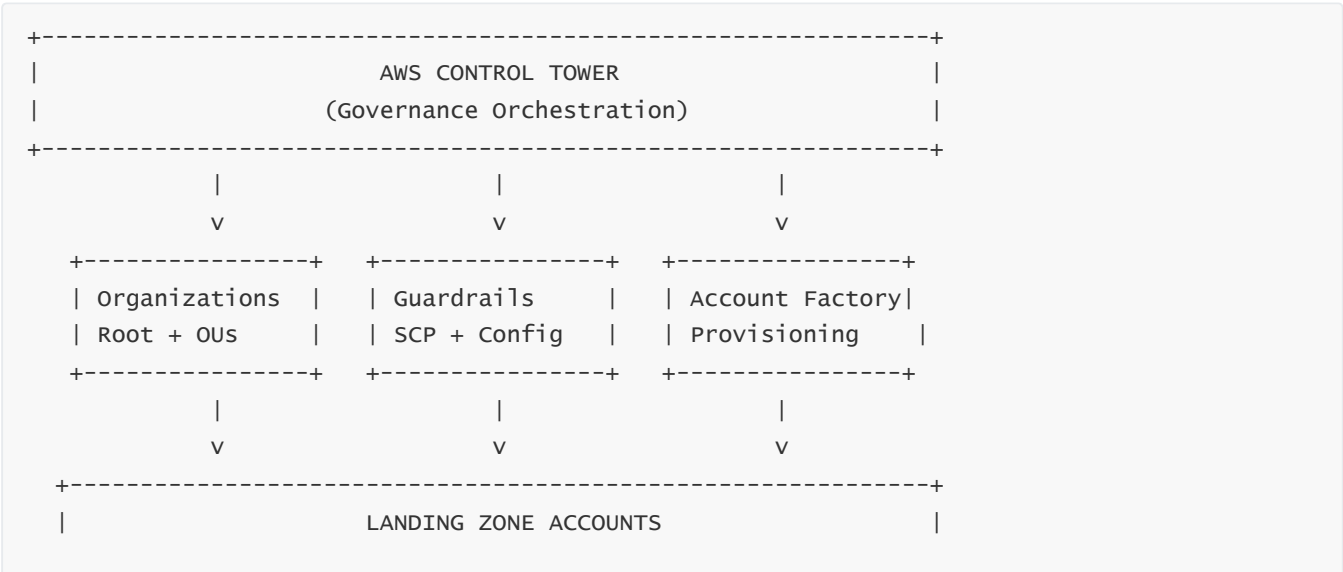 +---------------------------------------------------------------+
|                        AWS CONTROL TOWER                      |
|                    (Governance Orchestration)                 |
+---------------------------------------------------------------+
             |                   |                   |
             v                   v                   v
   +----------------+   +----------------+   +----------------+
   | Organizations  |   | Guardrails     |   | Account Factory|
   | Root + OUs     |   | SCP + Config   |   | Provisioning    |
   +----------------+   +----------------+   +----------------+
             |                   |                   |
             v                   v                   v
  +-------------------------------------------------------------+
  |                     LANDING ZONE ACCOUNTS                   |